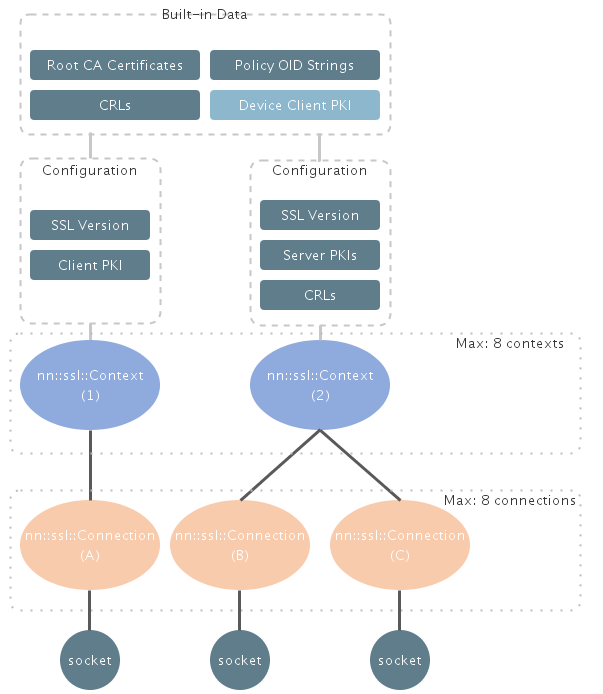 Built-in Data
Root CA Certificates
Policy OID Strings
CRLs
Device Client PKI
Configuration
SSL Version
Client PKI
Configuration
SSL Version
Server PKIs
CRLs
Max: 8 contexts
nn::ssl::Context
(1)
nn::ssl::Context
(2)
Max: 8 connections
nn::ssl::Connection
(A)
nn::ssl::Connection
(B)
nn::ssl::Connection
(C)
socket
socket
socket